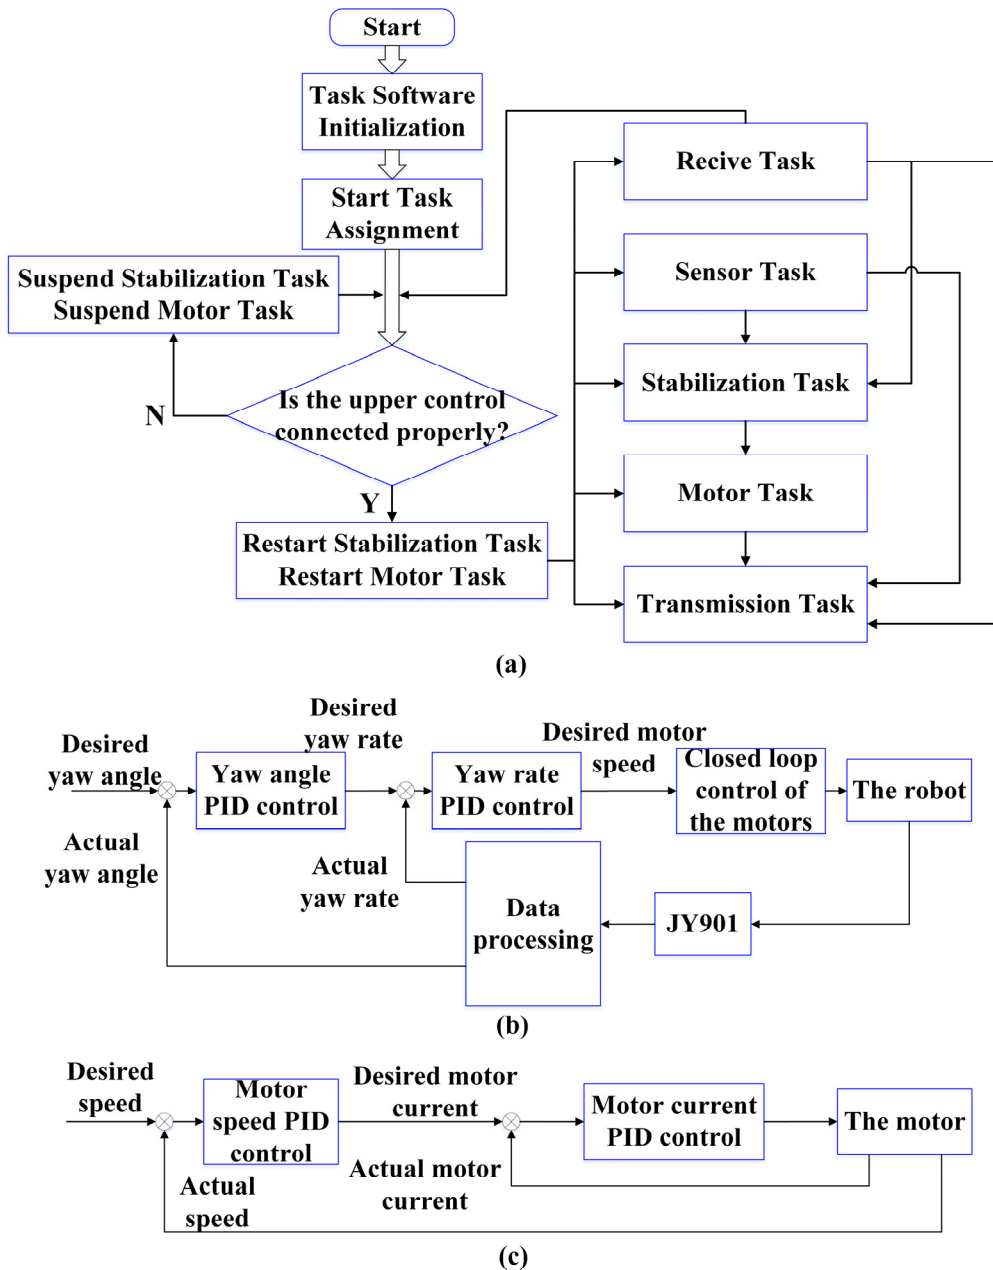 Start
Task Software
Initialization
Start Task
Assignment
Suspend Stabilization Task
Suspend Motor Task
Is the upper control
connected properly?
N
Y
Restart Stabilization Task
Restart Motor Task
Recive Task
Sensor Task
Stabilization Task
Motor Task
Transmission Task
(a)
Desired
yaw angle
Yaw angle
PID control
Desired
yaw rate
Yaw rate
PID control
Desired motor
speed
Closed loop
control of
the motors
The robot
Actual
yaw angle
Actual
yaw rate
Data
processing
JY901
(b)
Desired
speed
Motor
speed PID
control
Desired motor
current
Motor current
PID control
The motor
Actual
speed
Actual motor
current
(c)